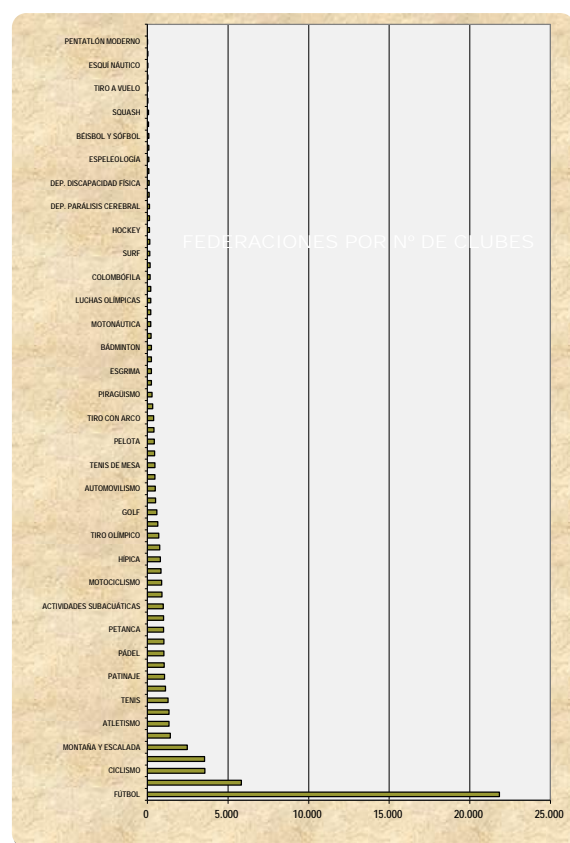 PENTATLÓN MODERNO
ESQUÍ NÁUTICO
TIRO A VUELO
SQUASH
BÉISBOL Y SÓFBOL
ESPELEOLOGÍA
DEP. DISCAPACIDAD FÍSICA
DEP. PARÁLISIS CEREBRAL
HOCKEY
FEDERACIONES POR Nº DE CLUBES
SURF
COLOMBÓFILA
LUCHAS OLÍMPICAS
MOTONÁUTICA
BÁDMINTON
ESGRIMA
PIRAGÜISMO
TIRO CON ARCO
PELOTA
TENIS DE MESA
AUTOMOVILISMO
GOLF
TIRO OLÍMPICO
HÍPICA
MOTOCICLISMO
ACTIVIDADES SUBACUÁTICAS
PETANCA
PÁDEL
PATINAJE
TENIS
ATLETISMO
MONTAÑA Y ESCALADA
CICLISMO
FÚTBOL
0 5.000 10.000 15.000 20.000 25.000